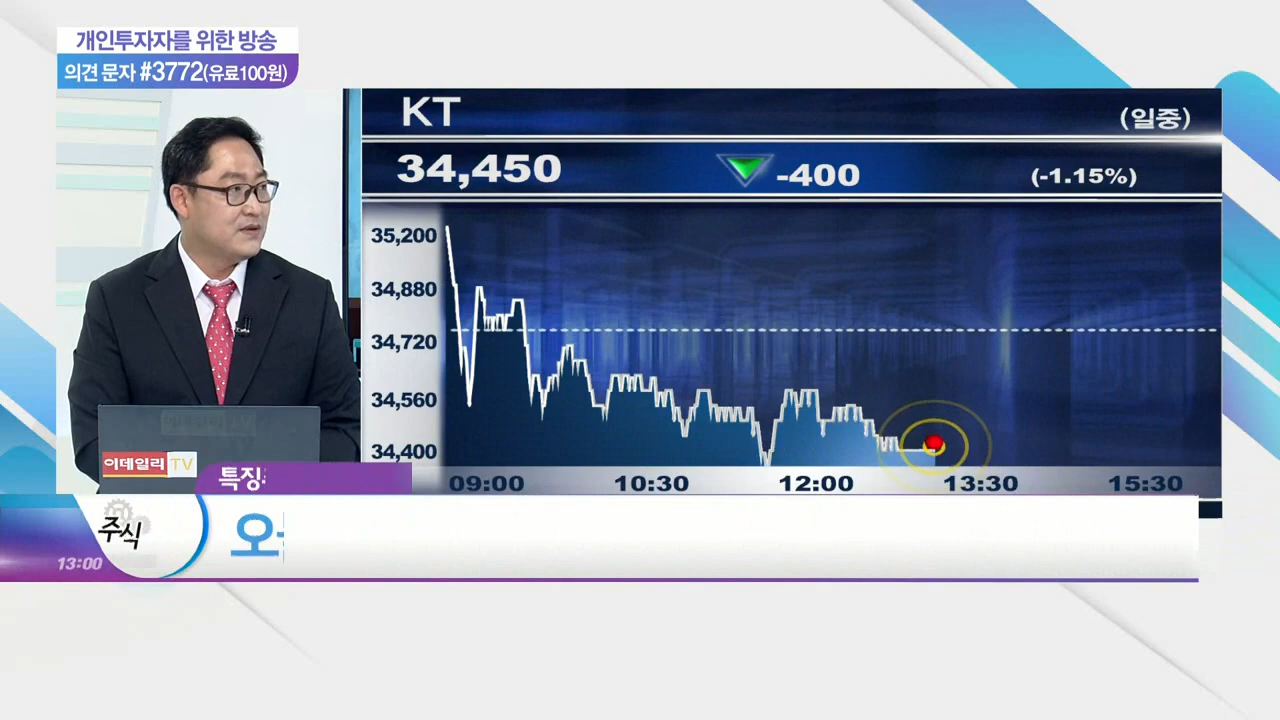 개인투자자를 위한 방송
의견 문자 #3772(유료100원)
KT
(일중)
34,450
-400
(-1.15%)
35,200
34,880
34,720
34,560
34,400
09:00
10:30
12:00
13:30
15:30
이데일리 TV
특징
주식
오
13:00